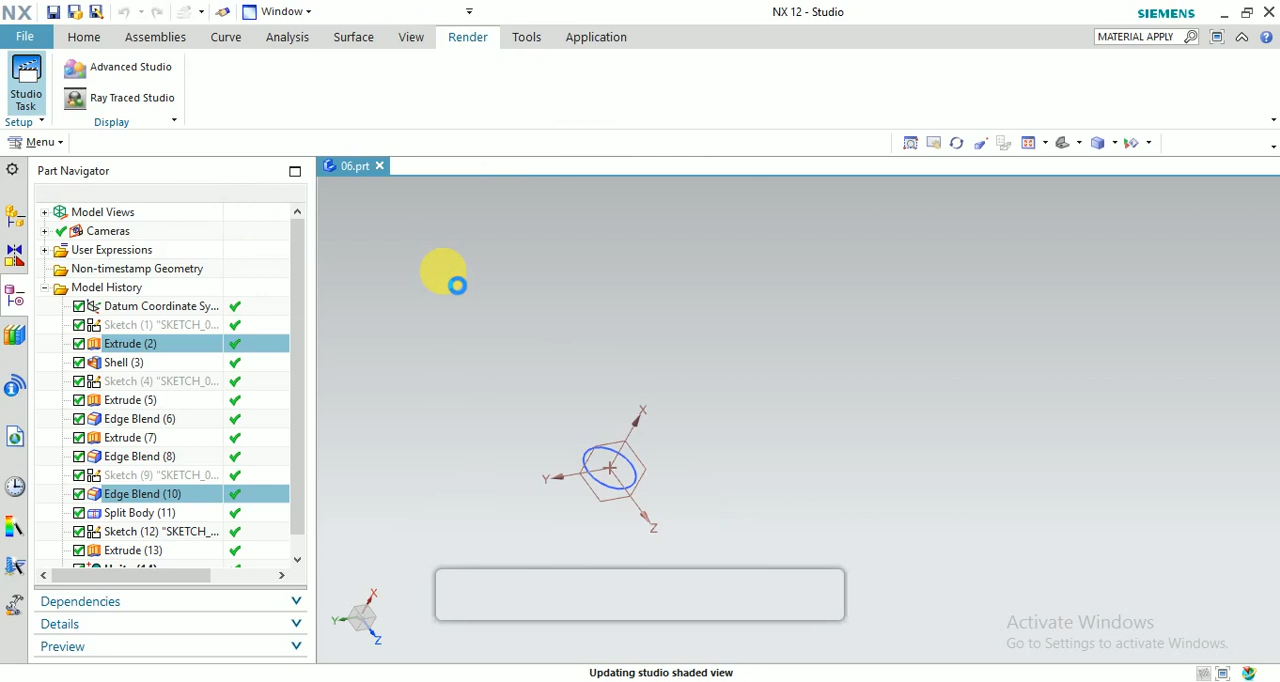 NX Window NX 12 - Studio SIEMENS
File Home Assemblies Curve Analysis Surface View Render Tools Application MATERIAL APPLY
Studio Task
Advanced Studio
Ray Traced Studio
Setup Display
Menu
Part Navigator
06.prt
Model Views
Cameras
User Expressions
Non-timestamp Geometry
Model History
Datum Coordinate Sy...
Sketch (1) "SKETCH_0...
Extrude (2)
Shell (3)
Sketch (4) "SKETCH_0...
Extrude (5)
Edge Blend (6)
Extrude (7)
Edge Blend (8)
Sketch (9) "SKETCH_0...
Edge Blend (10)
Split Body (11)
Sketch (12) "SKETCH_...
Extrude (13)
Dependencies
Details
Preview
X
Y
Z
X
Y
Z
Activate Windows
Go to Settings to activate Windows.
Updating studio shaded view